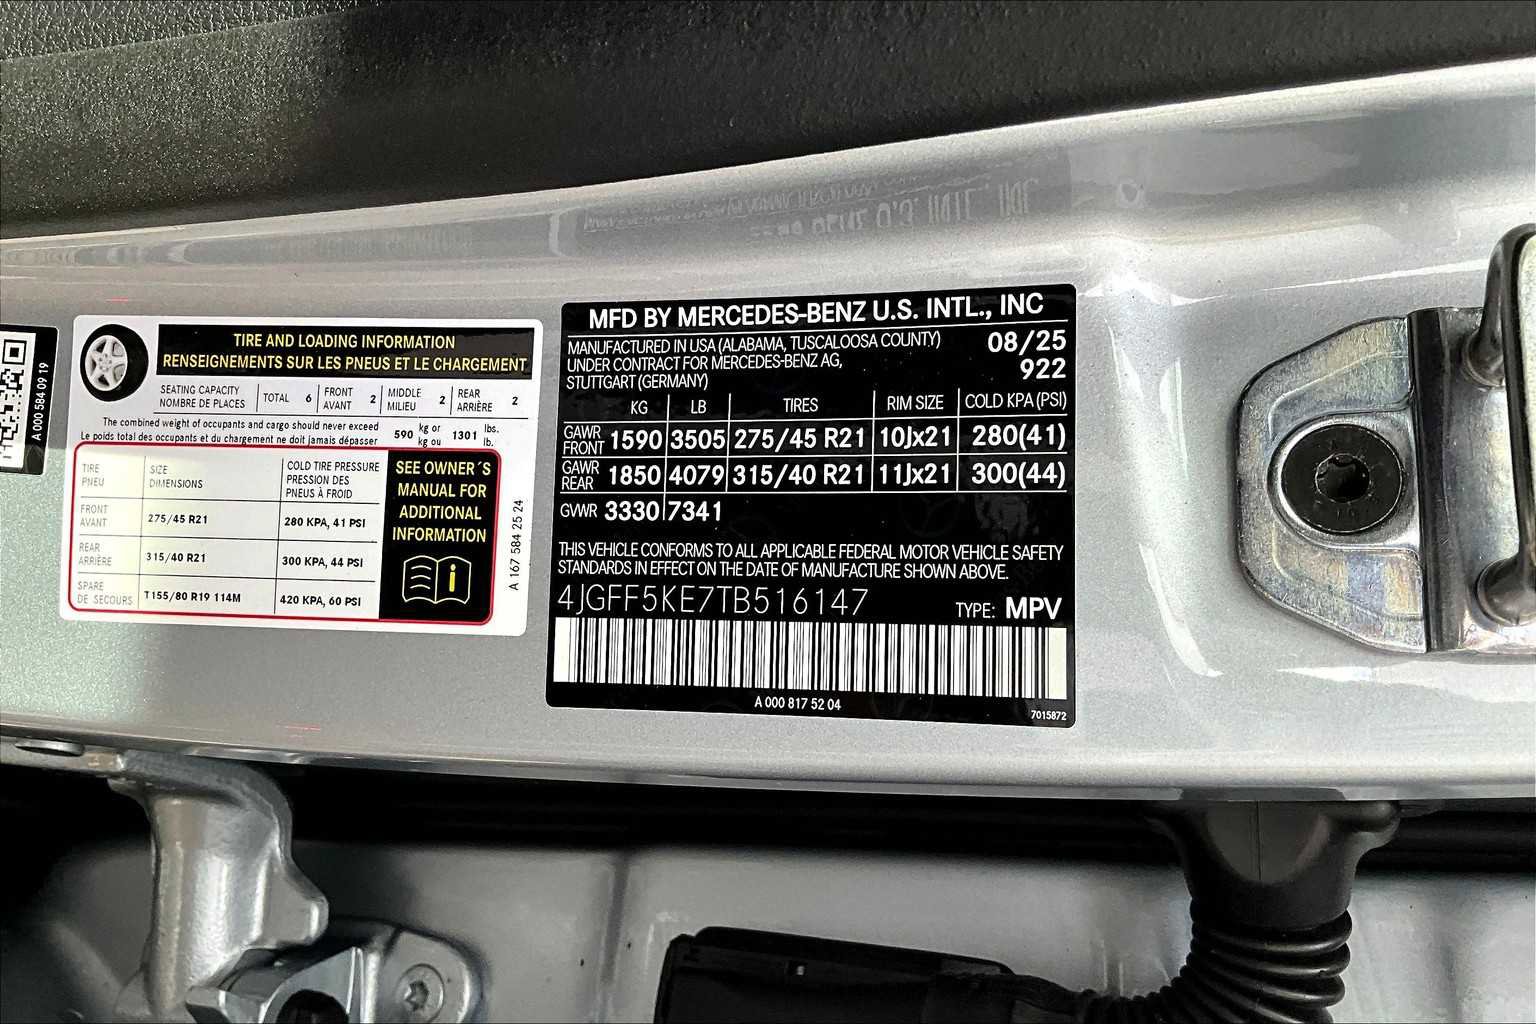 A 000 584 09 19
TIRE AND LOADING INFORMATION
RENSEIGNEMENTS SUR LES PNEUS ET LE CHARGEMENT
SEATING CAPACITY
NOMBRE DE PLACES
TOTAL 6
FRONT
AVANT 2
MIDDLE
MILIEU 2
REAR
ARRIÈRE 2
The combined weight of occupants and cargo should never exceed
Le poids total des occupants et du chargement ne doit jamais dépasser
590 kg or
kg ou
1301 lbs.
lb.
TIRE
PNEU
SIZE
DIMENSIONS
COLD TIRE PRESSURE
PRESSION DES
PNEUS À FROID
FRONT
AVANT
275/45 R21
280 KPA, 41 PSI
REAR
ARRIÈRE
315/40 R21
300 KPA, 44 PSI
SPARE
DE SECOURS
T155/80 R19 114M
420 KPA, 60 PSI
SEE OWNER´S
MANUAL FOR
ADDITIONAL
INFORMATION
i
A 167 584 25 24
MFD BY MERCEDES-BENZ U.S. INTL., INC
MANUFACTURED IN USA (ALABAMA, TUSCALOOSA COUNTY)
UNDER CONTRACT FOR MERCEDES-BENZ AG,
STUTTGART (GERMANY)
08/25
922
KG LB TIRES RIM SIZE COLD KPA (PSI)
GAWR
FRONT 1590 3505 275/45 R21 10Jx21 280(41)
GAWR
REAR 1850 4079 315/40 R21 11Jx21 300(44)
GVWR 3330 7341
THIS VEHICLE CONFORMS TO ALL APPLICABLE FEDERAL MOTOR VEHICLE SAFETY
STANDARDS IN EFFECT ON THE DATE OF MANUFACTURE SHOWN ABOVE.
4JGFF5KE7TB516147
TYPE: MPV
A 000 817 52 04
7015872